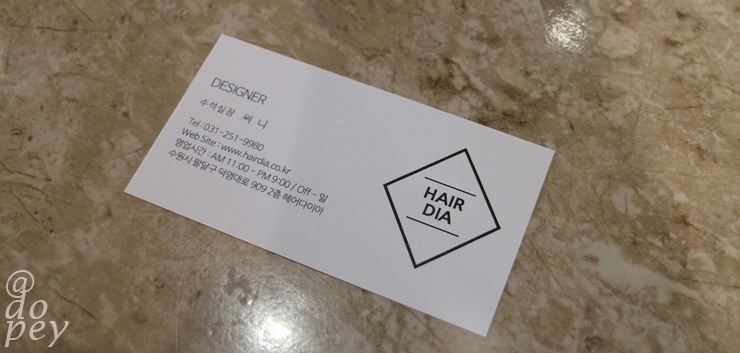 DESIGNER
수석실장 써 니
Tel : 031-251-9980
Web Site : www.hairdia.co.kr
영업시간 : AM 11:00 ~ PM 9:00 / Off - 일
수원시 팔달구 덕영대로 909 2층 헤어다이아
HAIR
DIA
@
do
pey